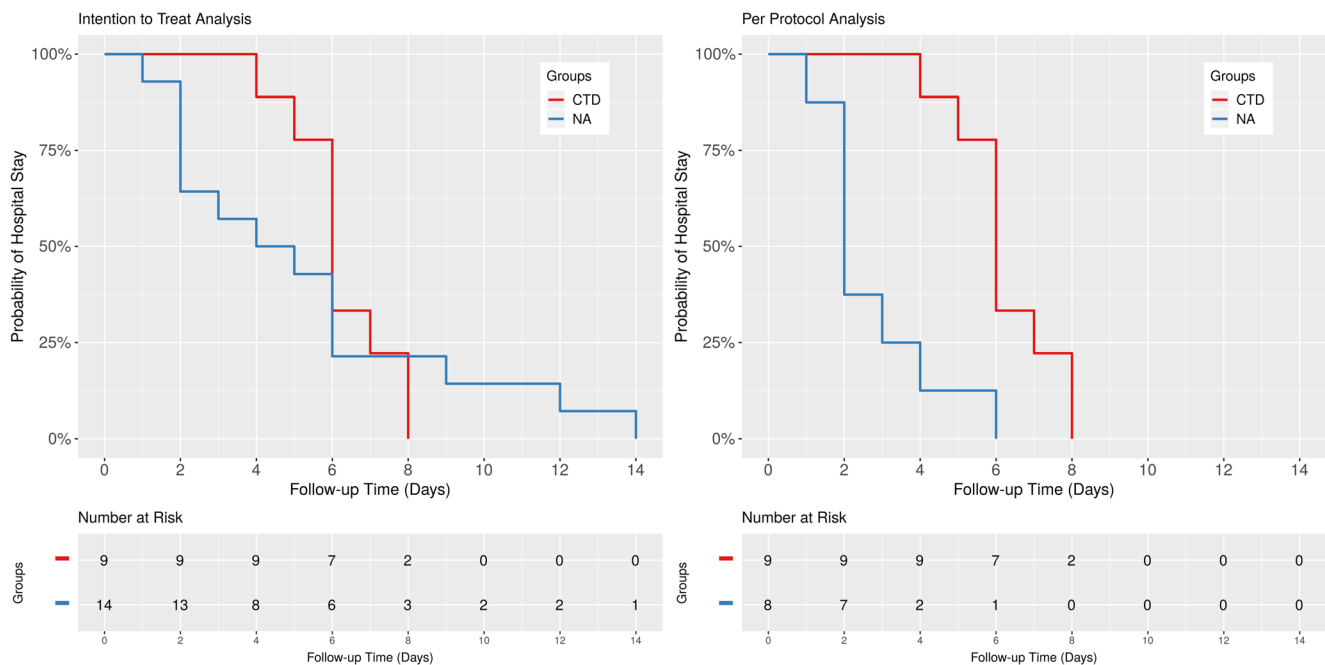 Intention to Treat Analysis
100%
75%
50%
25%
0%
Probability of Hospital Stay
Groups
CTD
NA
0 2 4 6 8 10 12 14
Follow-up Time (Days)
Number at Risk
Groups
9 9 9 7 2 0 0 0
14 13 8 6 3 2 2 1
0 2 4 6 8 10 12 14
Follow-up Time (Days)
Per Protocol Analysis
100%
75%
50%
25%
0%
Probability of Hospital Stay
Groups
CTD
NA
0 2 4 6 8 10 12 14
Follow-up Time (Days)
Number at Risk
Groups
9 9 9 7 2 0 0 0
8 7 2 1 0 0 0 0
0 2 4 6 8 10 12 14
Follow-up Time (Days)